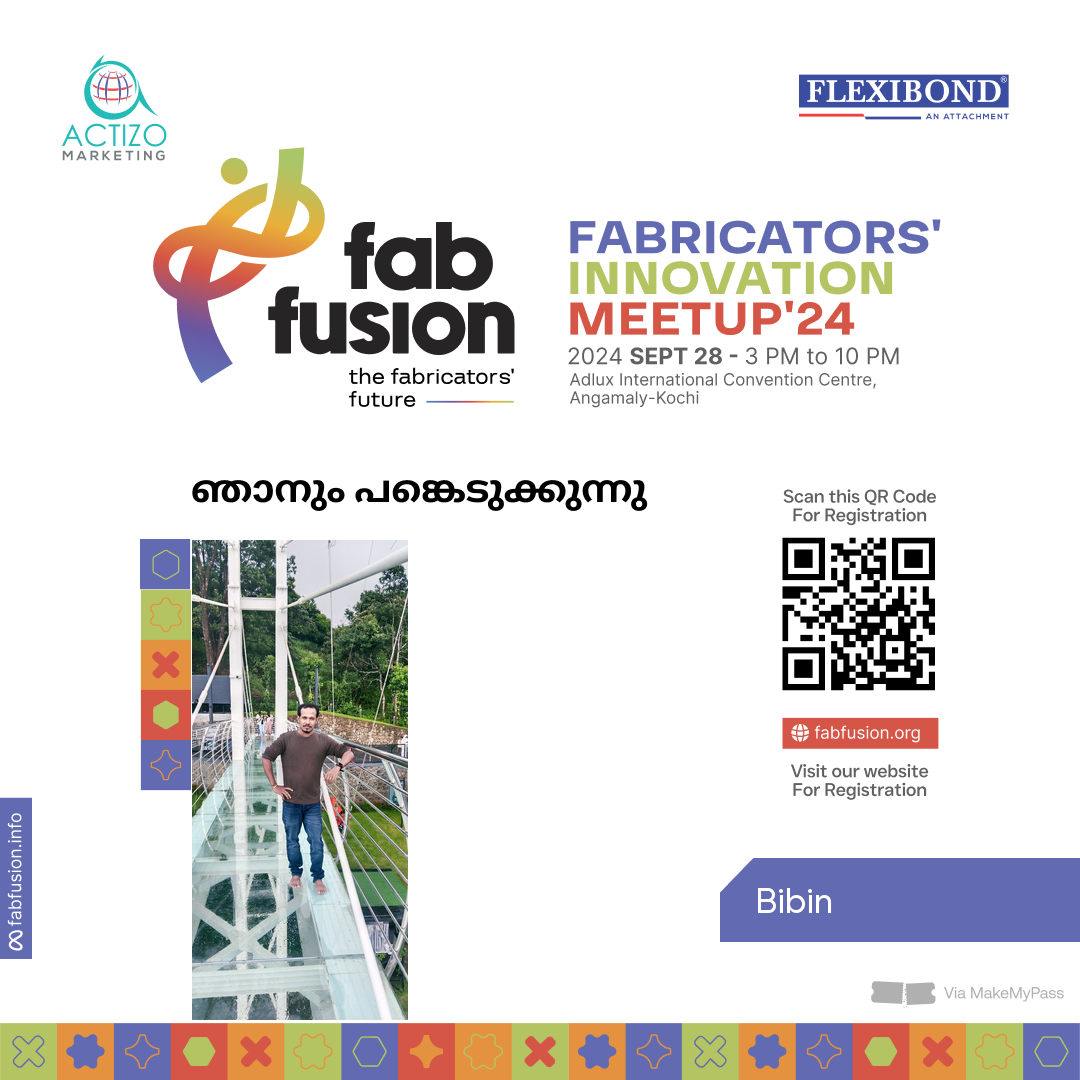 ACTIZO
MARKETING
FLEXIBOND®
AN ATTACHMENT
fab
fusion
the fabricators'
future
FABRICATORS'
INNOVATION
MEETUP'24
2024 SEPT 28 - 3 PM to 10 PM
Adlux International Convention Centre,
Angamaly-Kochi
ഞാനും പങ്കെടുക്കുന്നു
Scan this QR Code
For Registration
fabfusion.org
Visit our website
For Registration
fabfusion.info
Bibin
Via MakeMyPass